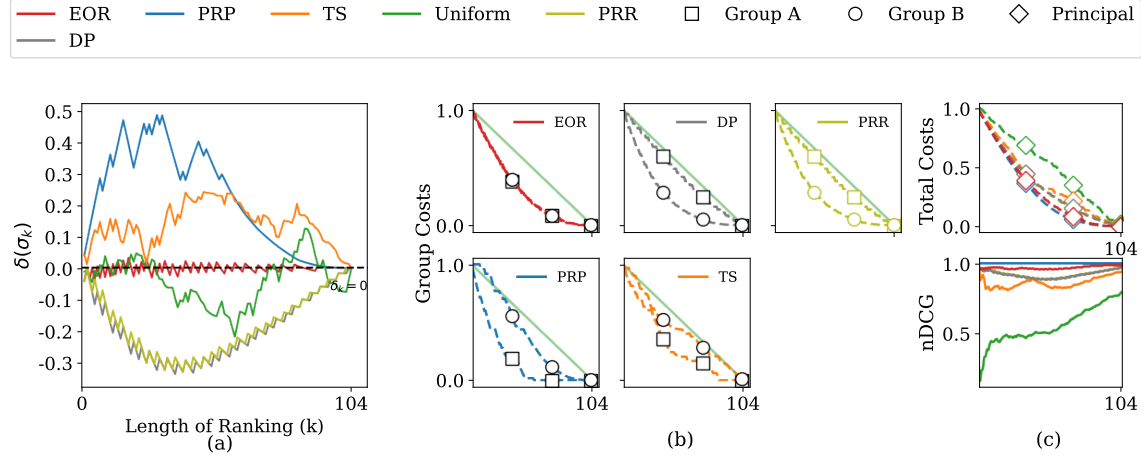 EOR PRP TS Uniform PRR Group A Group B Principal
DP
0.5
0.4
0.3
0.2
0.1
0.0
-0.1
-0.2
-0.3
δ(σk)
δk = 0
0 104
Length of Ranking (k)
(a)
Group Costs
1.0
0.0
EOR
DP
PRR
1.0
0.0
PRP
104
TS
104
(b)
Total Costs
1.0
0.5
0.0
104
nDCG
1.0
0.5
104
(c)